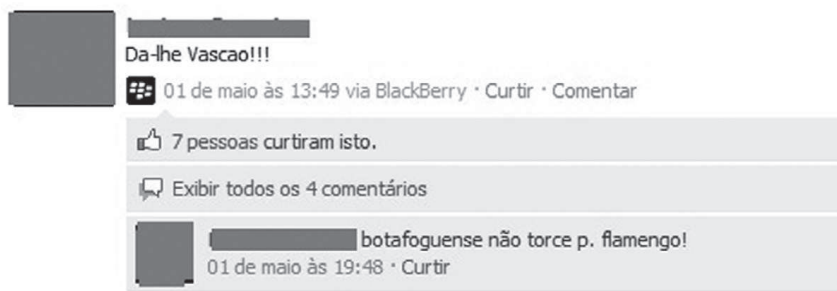 Da-lhe Vascao!!!
01 de maio às 13:49 via BlackBerry · Curtir · Comentar
7 pessoas curtiram isto.
Exibir todos os 4 comentários
botafoguense não torce p. flamengo!
01 de maio às 19:48 · Curtir